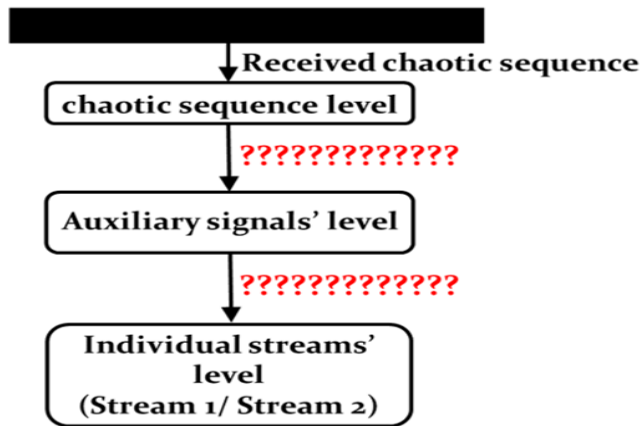 Received chaotic sequence
chaotic sequence level
?????????????
Auxiliary signals' level
?????????????
Individual streams'
level
(Stream 1/ Stream 2)